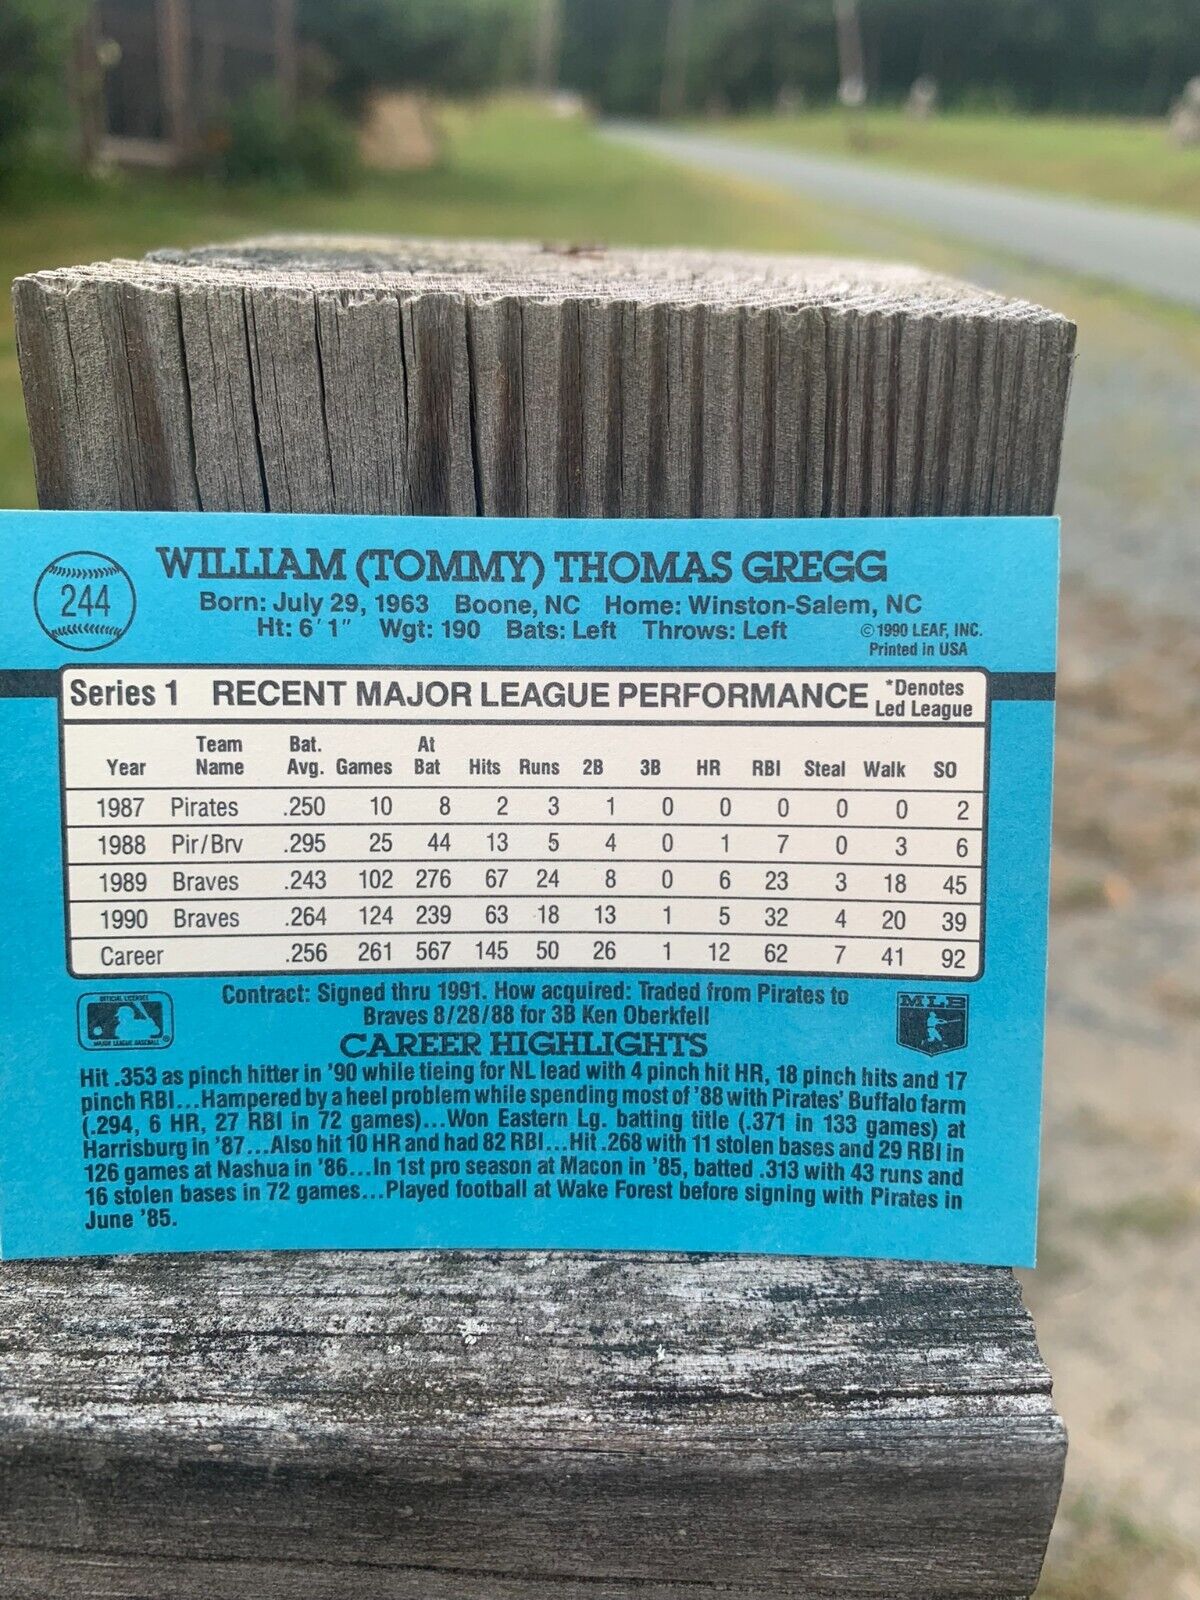 244
WILLIAM (TOMMY) THOMAS GREGG
Born: July 29, 1963 Boone, NC Home: Winston-Salem, NC
Ht: 6' 1" Wgt: 190 Bats: Left Throws: Left
©1990 LEAF, INC.
Printed in USA
Series 1 RECENT MAJOR LEAGUE PERFORMANCE *Denotes Led League
Year Team Name Bat. Avg. Games At Bat Hits Runs 2B 3B HR RBI Steal Walk SO
1987 Pirates .250 10 8 2 3 1 0 0 0 0 0 2
1988 Pir/Brv .295 25 44 13 5 4 0 1 7 0 3 6
1989 Braves .243 102 276 67 24 8 0 6 23 3 18 45
1990 Braves .264 124 239 63 18 13 1 5 32 4 20 39
Career .256 261 567 145 50 26 1 12 62 7 41 92
OFFICIAL LICENSEE
MAJOR LEAGUE BASEBALL
Contract: Signed thru 1991. How acquired: Traded from Pirates to
Braves 8/28/88 for 3B Ken Oberkfell
MLB
CAREER HIGHLIGHTS
Hit .353 as pinch hitter in '90 while tieing for NL lead with 4 pinch hit HR, 18 pinch hits and 17
pinch RBI...Hampered by a heel problem while spending most of '88 with Pirates' Buffalo farm
(.294, 6 HR, 27 RBI in 72 games)...Won Eastern Lg. batting title (.371 in 133 games) at
Harrisburg in '87...Also hit 10 HR and had 82 RBI...Hit .268 with 11 stolen bases and 29 RBI in
126 games at Nashua in '86...In 1st pro season at Macon in '85, batted .313 with 43 runs and
16 stolen bases in 72 games...Played football at Wake Forest before signing with Pirates in
June '85.